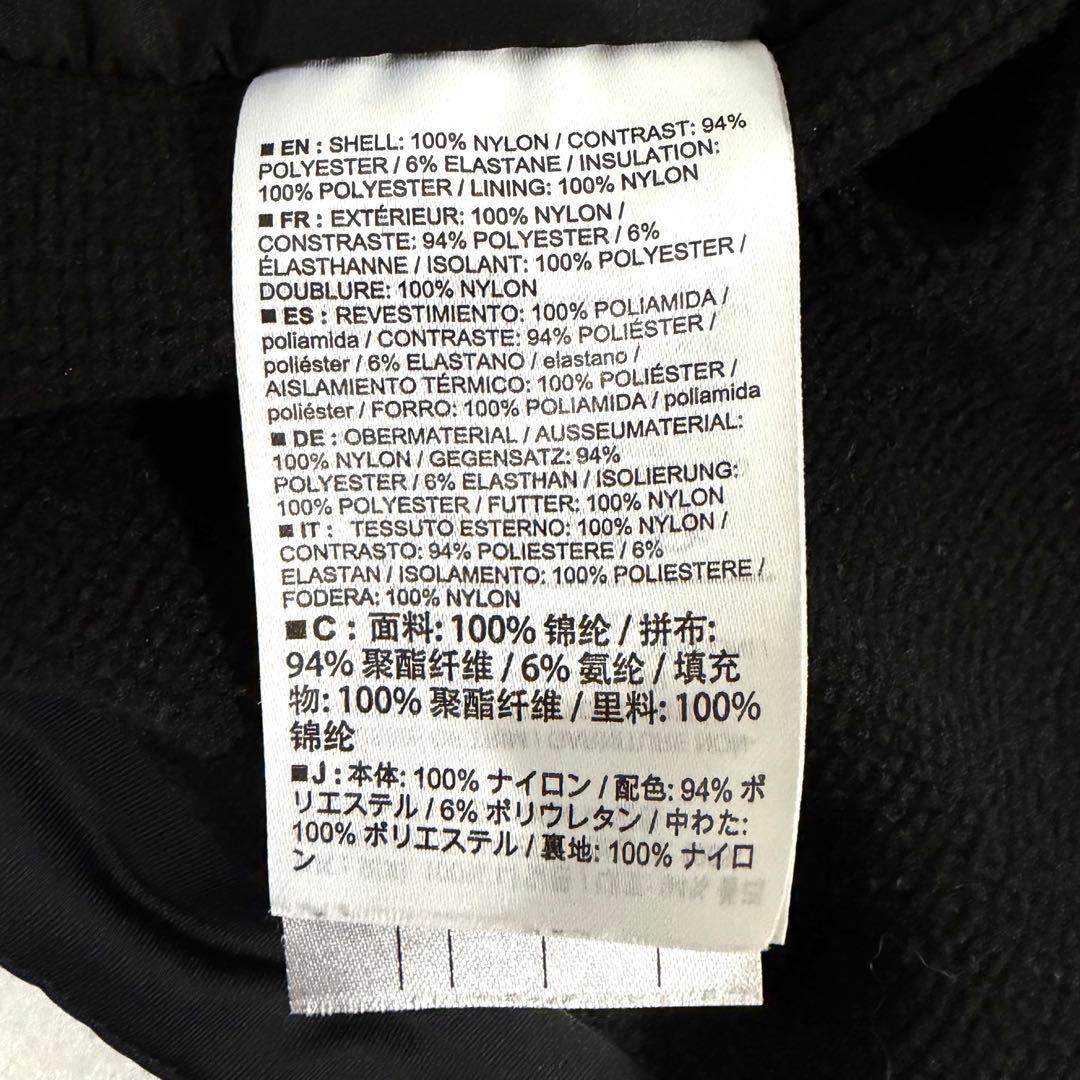 ■ EN : SHELL: 100% NYLON / CONTRAST: 94%
POLYESTER / 6% ELASTANE / INSULATION:
100% POLYESTER / LINING: 100% NYLON
■ FR : EXTÉRIEUR: 100% NYLON /
CONSTRASTE: 94% POLYESTER / 6%
ÉLASTHANNE / ISOLANT: 100% POLYESTER /
DOUBLURE: 100% NYLON
■ ES : REVESTIMIENTO: 100% POLIAMIDA /
poliamida / CONTRASTE: 94% POLIÉSTER /
poliéster / 6% ELASTANO / elastano /
AISLAMIENTO TÉRMICO: 100% POLIÉSTER /
poliéster / FORRO: 100% POLIAMIDA / poliamida
■ DE : OBERMATERIAL / AUSSEUMATERIAL:
100% NYLON / GEGENSATZ: 94%
POLYESTER / 6% ELASTHAN / ISOLIERUNG:
100% POLYESTER / FUTTER: 100% NYLON
■ IT : TESSUTO ESTERNO: 100% NYLON /
CONTRASTO: 94% POLIESTERE / 6%
ELASTAN / ISOLAMENTO: 100% POLIESTERE /
FODERA: 100% NYLON
■ C : 面料: 100% 锦纶 / 拼布:
94% 聚酯纤维 / 6% 氨纶 / 填充
物: 100% 聚酯纤维 / 里料: 100%
锦纶
■ J : 本体: 100% ナイロン / 配色: 94% ポ
リエステル / 6% ポリウレタン / 中わた:
100% ポリエステル / 裏地: 100% ナイロ
ン